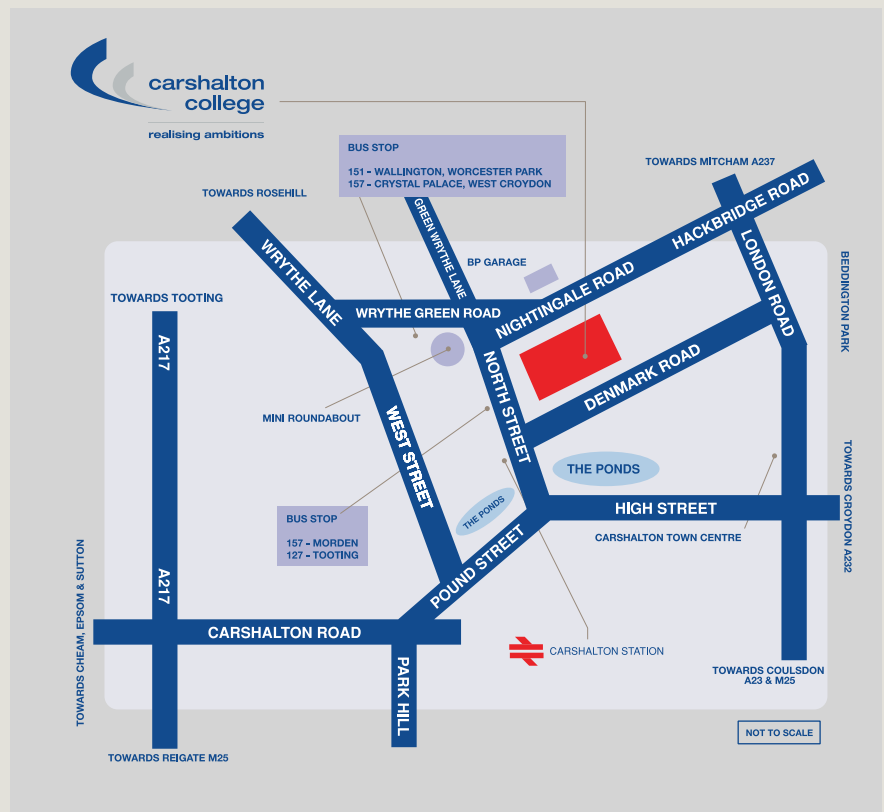 carshalton
college
realising ambitions
BUS STOP
151 - WALLINGTON, WORCESTER PARK
157 - CRYSTAL PALACE, WEST CROYDON
TOWARDS MITCHAM A237
TOWARDS ROSEHILL
HACKBRIDGE ROAD
GREEN WRYTHE LANE
WRYTHE LANE
BP GARAGE
NIGHTINGALE ROAD
LONDON ROAD
BEDDINGTON PARK
TOWARDS TOOTING
WRYTHE GREEN ROAD
A217
NORTH STREET
DENMARK ROAD
MINI ROUNDABOUT
WEST STREET
THE PONDS
TOWARDS CROYDON A232
THE PONDS
HIGH STREET
BUS STOP
157 - MORDEN
127 - TOOTING
CARSHALTON TOWN CENTRE
POUND STREET
A217
TOWARDS CHEAM, EPSOM & SUTTON
CARSHALTON ROAD
CARSHALTON STATION
PARK HILL
TOWARDS COULSDON
A23 & M25
NOT TO SCALE
TOWARDS REIGATE M25